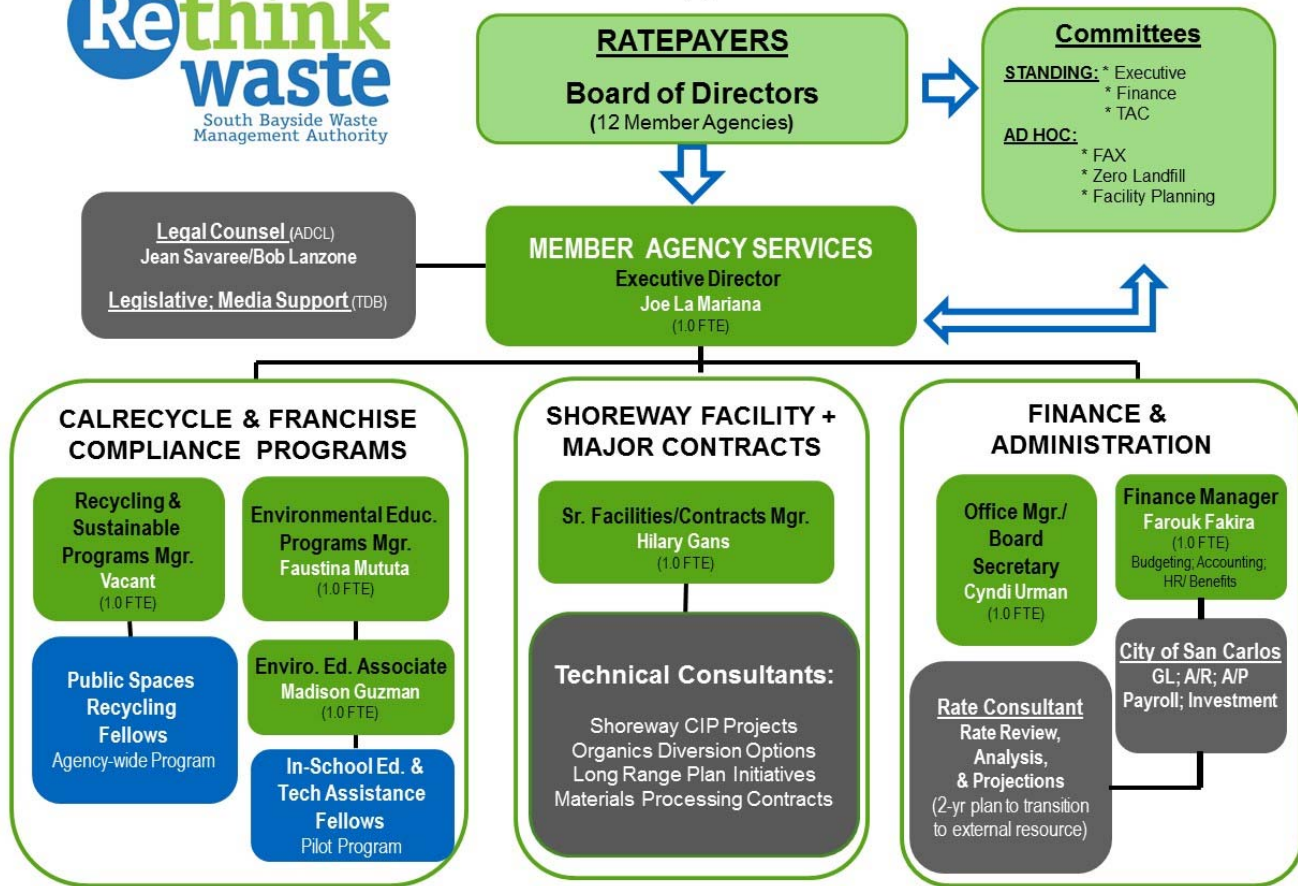 Rethink
waste
South Bayside Waste
Management Authority
RATEPAYERS
Board of Directors
(12 Member Agencies)
Committees
STANDING: * Executive
* Finance
* TAC
AD HOC:
* FAX
* Zero Landfill
* Facility Planning
Legal Counsel (ADCL)
Jean Savaree/Bob Lanzone
Legislative; Media Support (TDB)
MEMBER AGENCY SERVICES
Executive Director
Joe La Mariana
(1.0 FTE)
CALRECYCLE & FRANCHISE
COMPLIANCE PROGRAMS
Recycling &
Sustainable
Programs Mgr.
Vacant
(1.0 FTE)
Public Spaces
Recycling
Fellows
Agency-wide Program
Environmental Educ.
Programs Mgr.
Faustina Mututa
(1.0 FTE)
Enviro. Ed. Associate
Madison Guzman
(1.0 FTE)
In-School Ed. &
Tech Assistance
Fellows
Pilot Program
SHOREWAY FACILITY +
MAJOR CONTRACTS
Sr. Facilities/Contracts Mgr.
Hilary Gans
(1.0 FTE)
Technical Consultants:
Shoreway CIP Projects
Organics Diversion Options
Long Range Plan Initiatives
Materials Processing Contracts
FINANCE &
ADMINISTRATION
Office Mgr./
Board
Secretary
Cyndi Urman
(1.0 FTE)
Finance Manager
Farouk Fakira
(1.0 FTE)
Budgeting; Accounting;
HR/ Benefits
City of San Carlos
GL; A/R; A/P
Payroll; Investment
Rate Consultant
Rate Review,
Analysis,
& Projections
(2-yr plan to transition
to external resource)